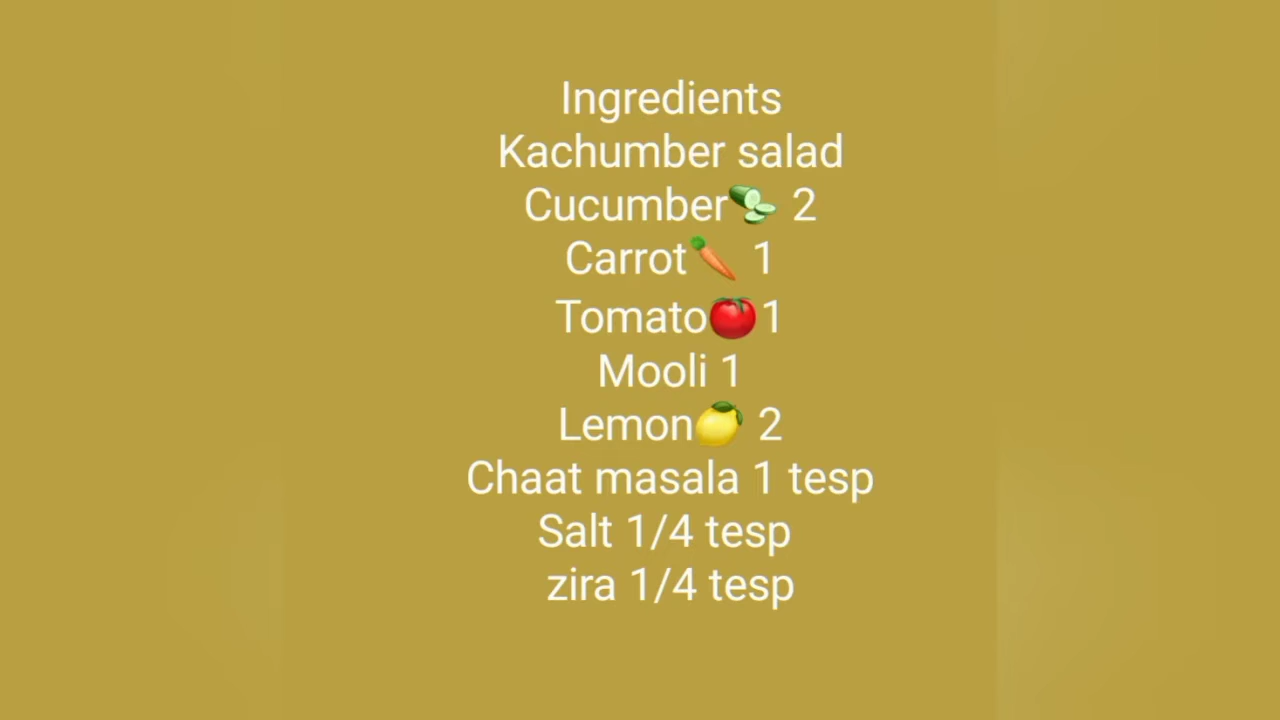 Ingredients
Kachumber salad
Cucumber🥒 2
Carrot🥕 1
Tomato🍅1
Mooli 1
Lemon🍋 2
Chaat masala 1 tesp
Salt 1/4 tesp
zira 1/4 tesp